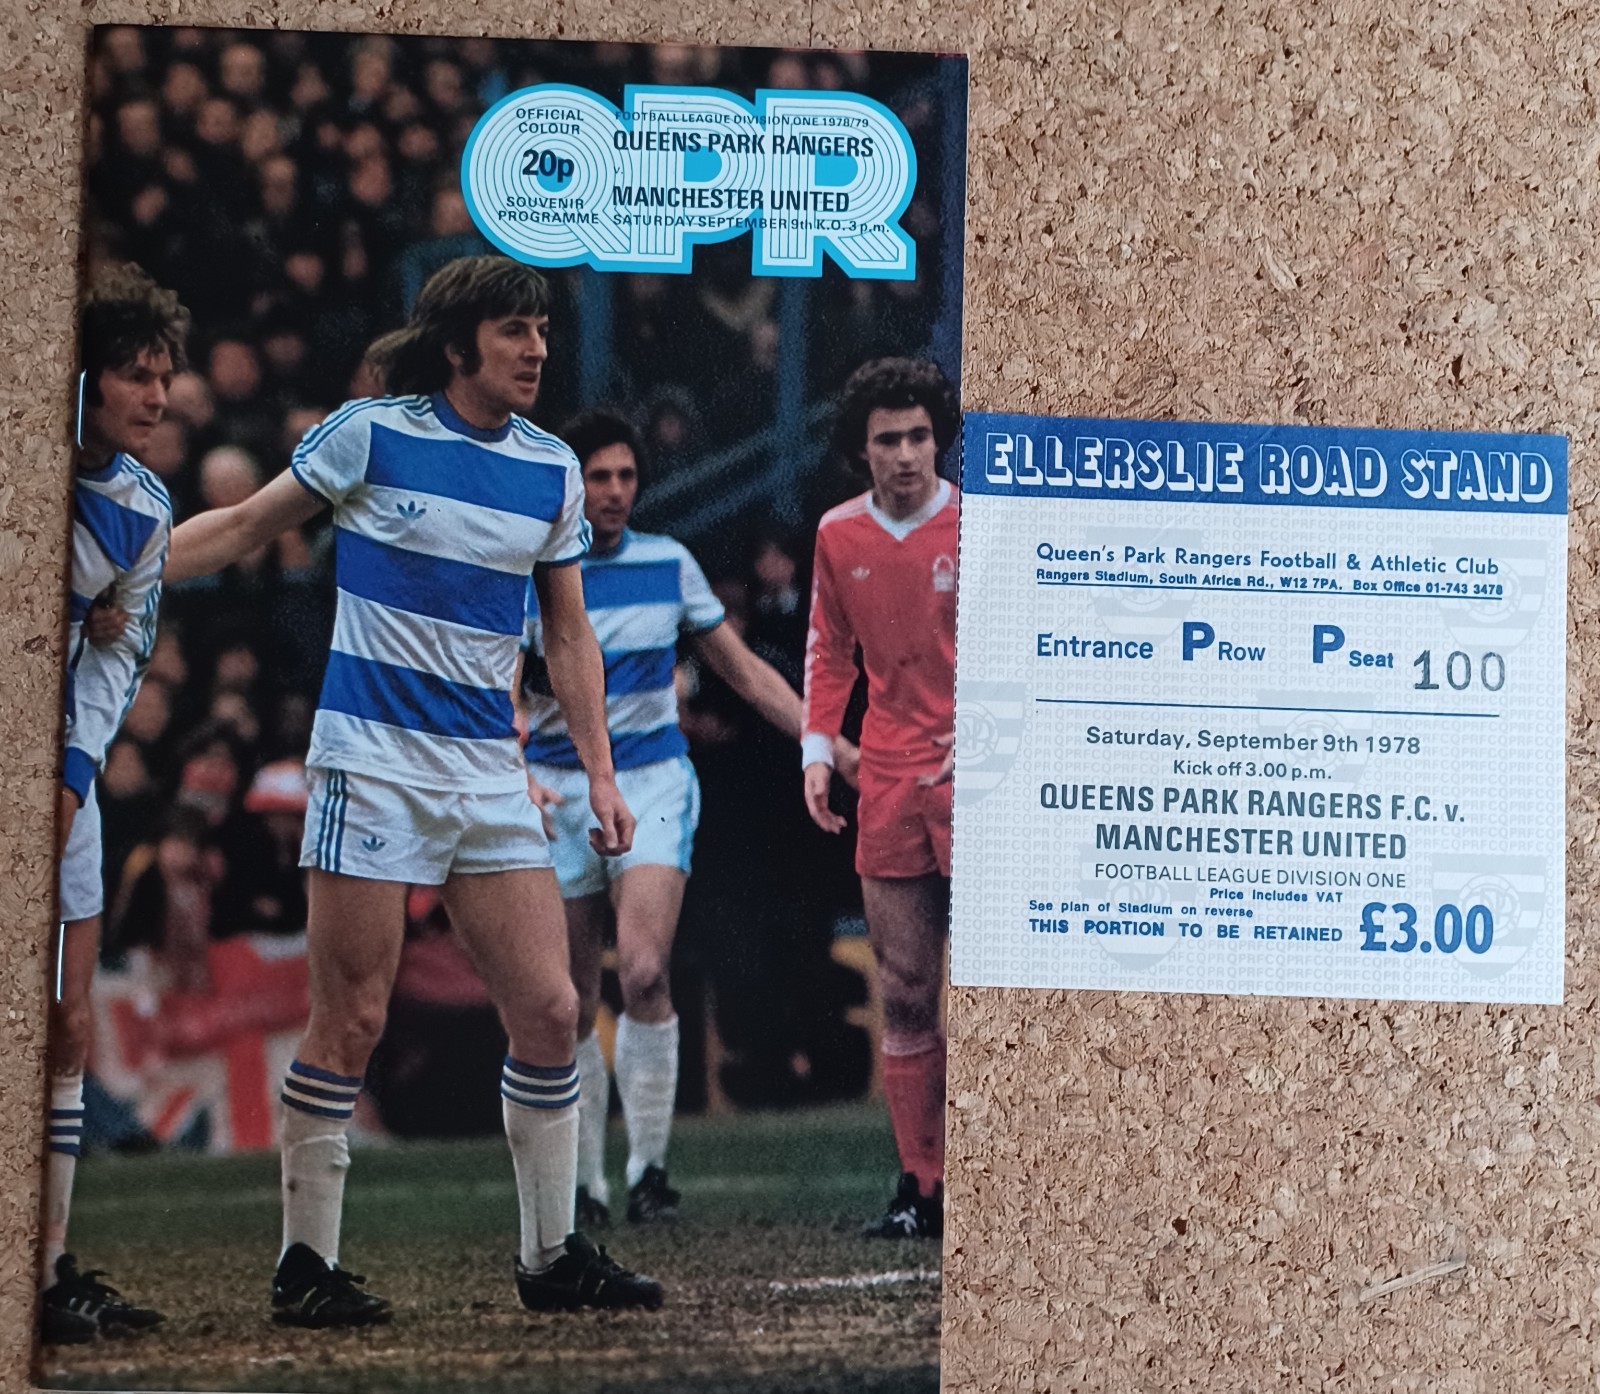 QPR
OFFICIAL
COLOUR
20p
SOUVENIR
PROGRAMME
FOOTBALL LEAGUE DIVISION ONE 1978/79
QUEENS PARK RANGERS
v.
MANCHESTER UNITED
SATURDAY SEPTEMBER 9th K.O. 3 p.m.
ELLERSLIE ROAD STAND
Queen's Park Rangers Football & Athletic Club
Rangers Stadium, South Africa Rd., W12 7PA. Box Office 01-743 3478
Entrance P Row P Seat 100
Saturday, September 9th 1978
Kick off 3.00 p.m.
QUEENS PARK RANGERS F.C. v.
MANCHESTER UNITED
FOOTBALL LEAGUE DIVISION ONE
Price includes VAT
See plan of Stadium on reverse
THIS PORTION TO BE RETAINED £3.00